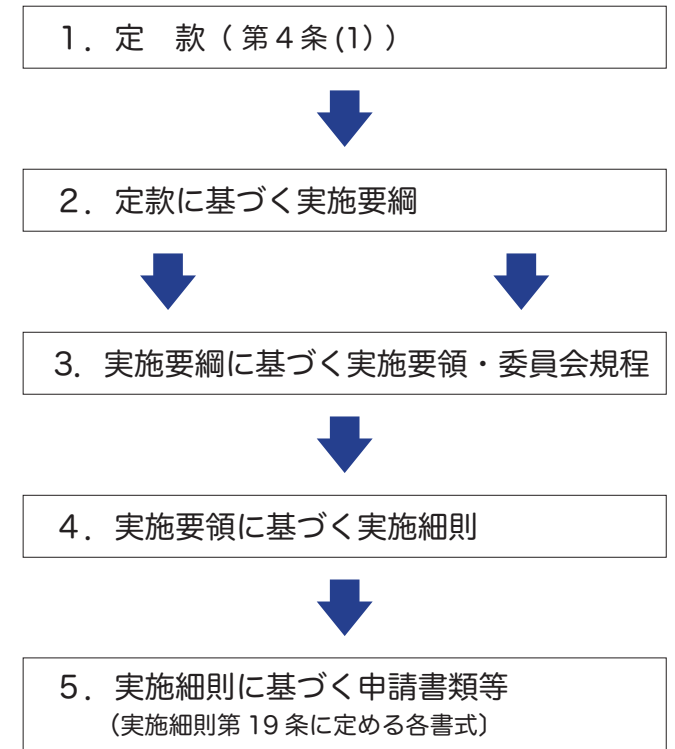 １．定　款（ 第 4 条 (1) ）
２．定款に基づく実施要綱
3．実施要綱に基づく実施要領・委員会規程
４．実施要領に基づく実施細則
５．実施細則に基づく申請書類等
（実施細則第 19 条に定める各書式〕